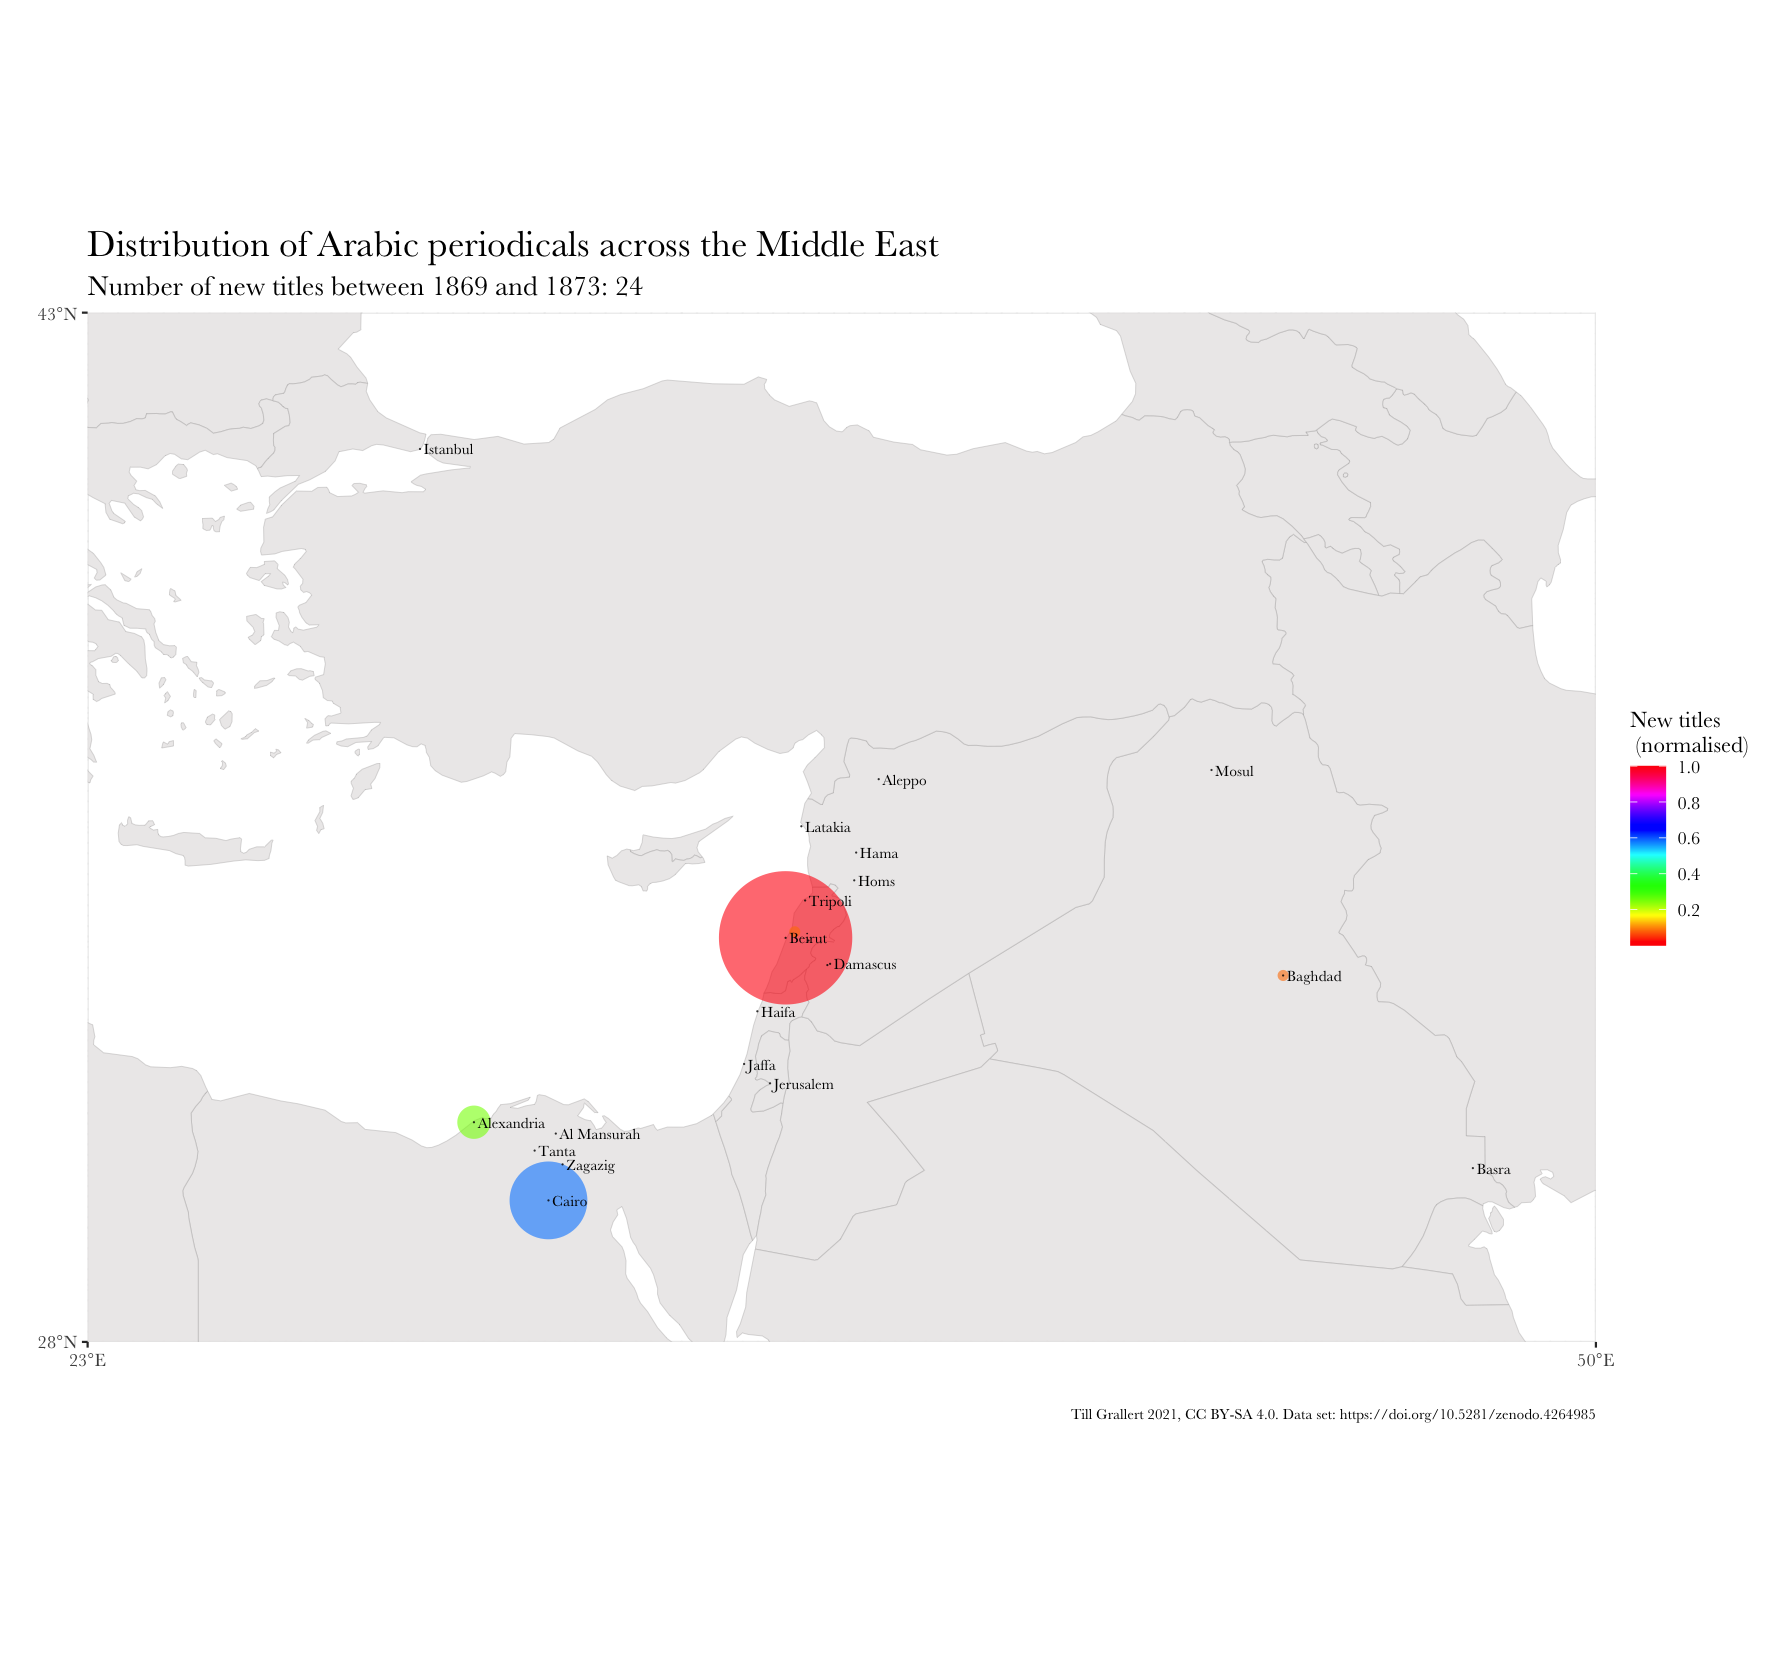 Distribution of Arabic periodicals across the Middle East
Number of new titles between 1869 and 1873: 24
43°N
Istanbul
New titles
(normalised)
1.0
0.8
0.6
0.4
0.2
Aleppo
Mosul
Latakia
Hama
Homs
Tripoli
Beirut
Damascus
Baghdad
Haifa
Jaffa
Jerusalem
Alexandria
Al Mansurah
Tanta
Zagazig
Basra
Cairo
28°N
23°E
50°E
Till Grallert 2021, CC BY-SA 4.0. Data set: https://doi.org/10.5281/zenodo.4264985